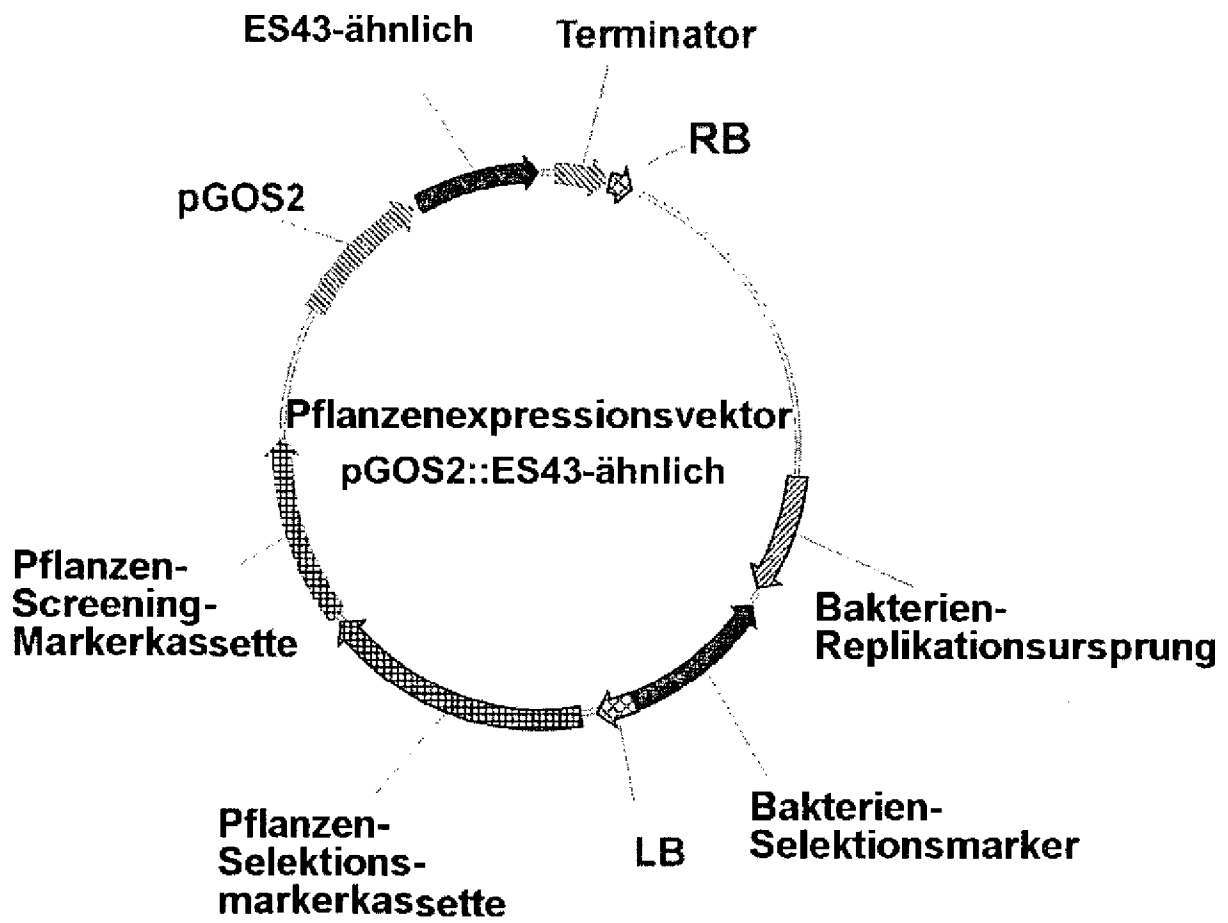 ES43-ähnlich
Terminator
RB
pGOS2
Pflanzenexpressionsvektor
pGOS2::ES43-ähnlich
Pflanzen-
Screening-
Markerkassette
Bakterien-
Replikationsursprung
Pflanzen-
Selektions-
markerkassette
LB
Bakterien-
Selektionsmarker